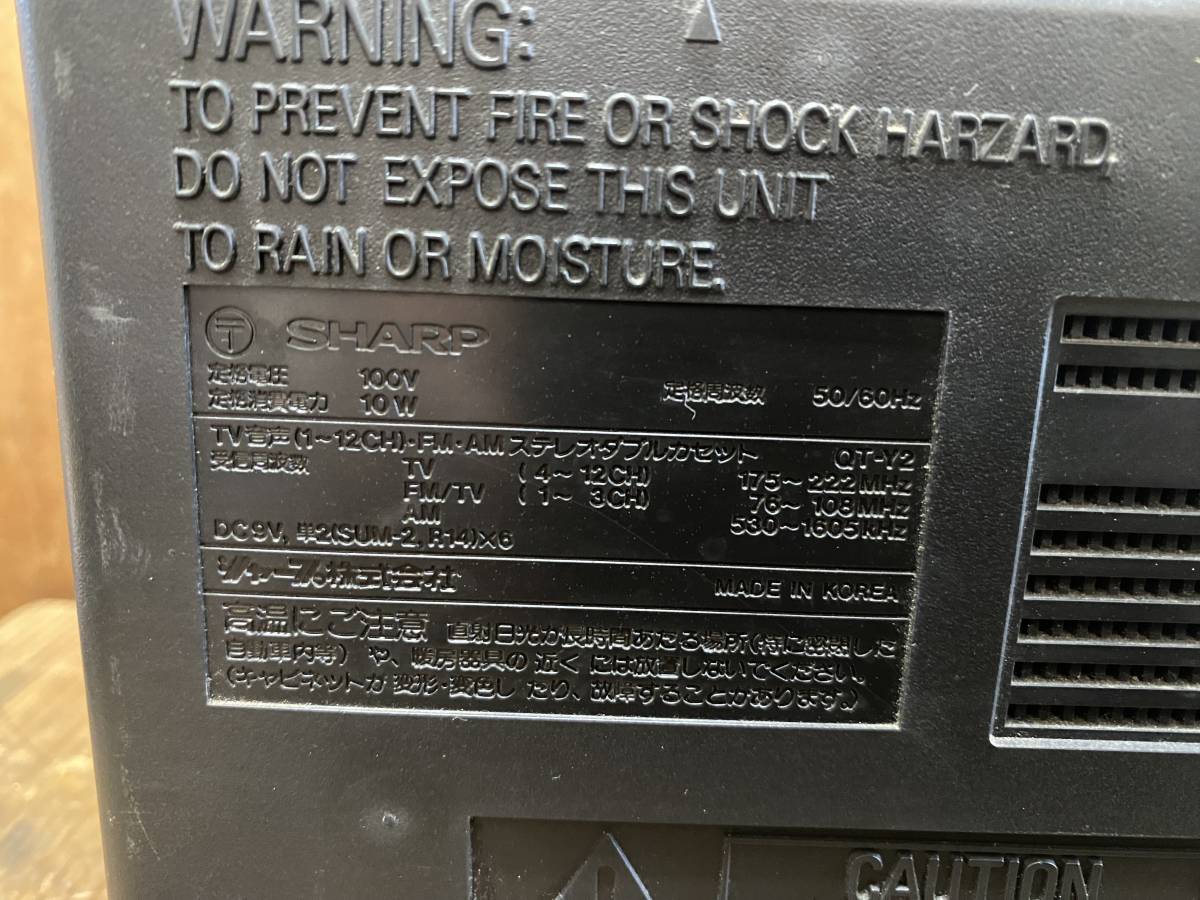 WARNING:
TO PREVENT FIRE OR SHOCK HARZARD,
DO NOT EXPOSE THIS UNIT
TO RAIN OR MOISTURE.
〒 SHARP
定格電圧 100V 定格周波数 50/60Hz
定格消費電力 10W
TV音声(1~12CH)・FM・AMステレオダブルカセット QT-Y2
受信周波数 TV (4~12CH) 175~222MHz
FM/TV (1~3CH) 76~108MHz
AM 530~1605KHz
DC9V, 単2(SUM-2, R14)×6
シャープ株式会社 MADE IN KOREA
高温にご注意 直射日光が長時間あたる場所(特に密閉した
自動車内等)や、暖房器具の近くには放置しないでください。
(キャビネットが変形・変色したり、故障することがあります。)
CAUTION